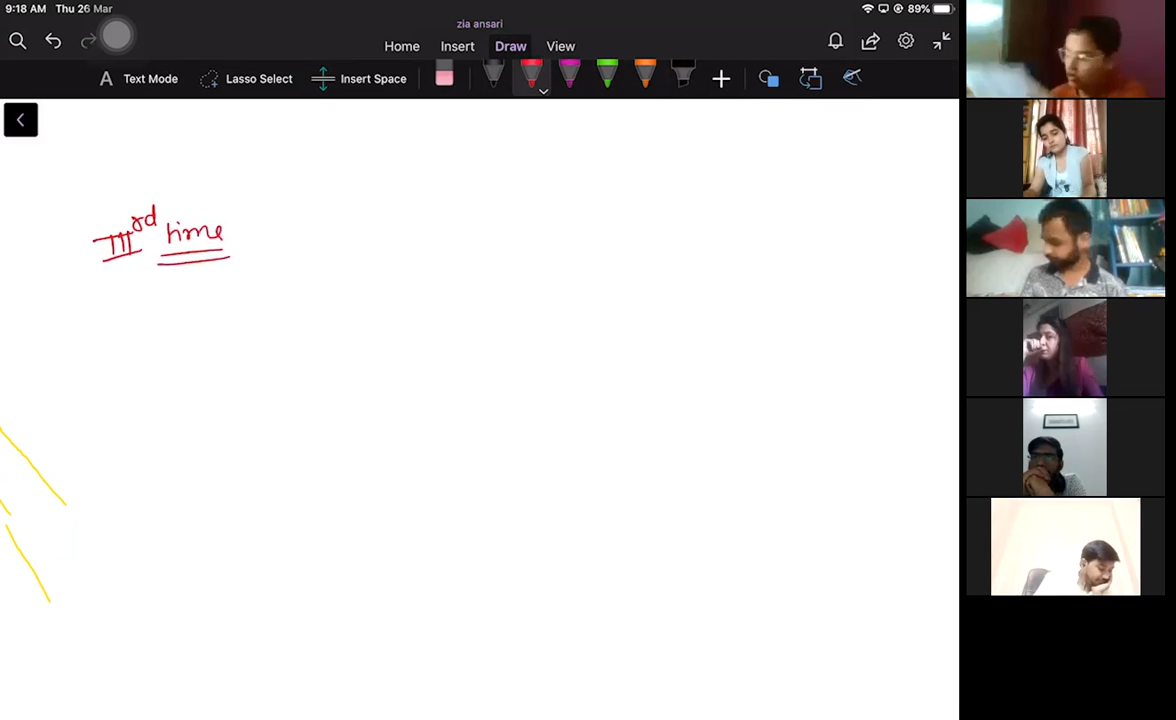 9:18 AM Thu 26 Mar
89%
zia ansari
Home Insert Draw View
A Text Mode Lasso Select Insert Space
IIIrd time